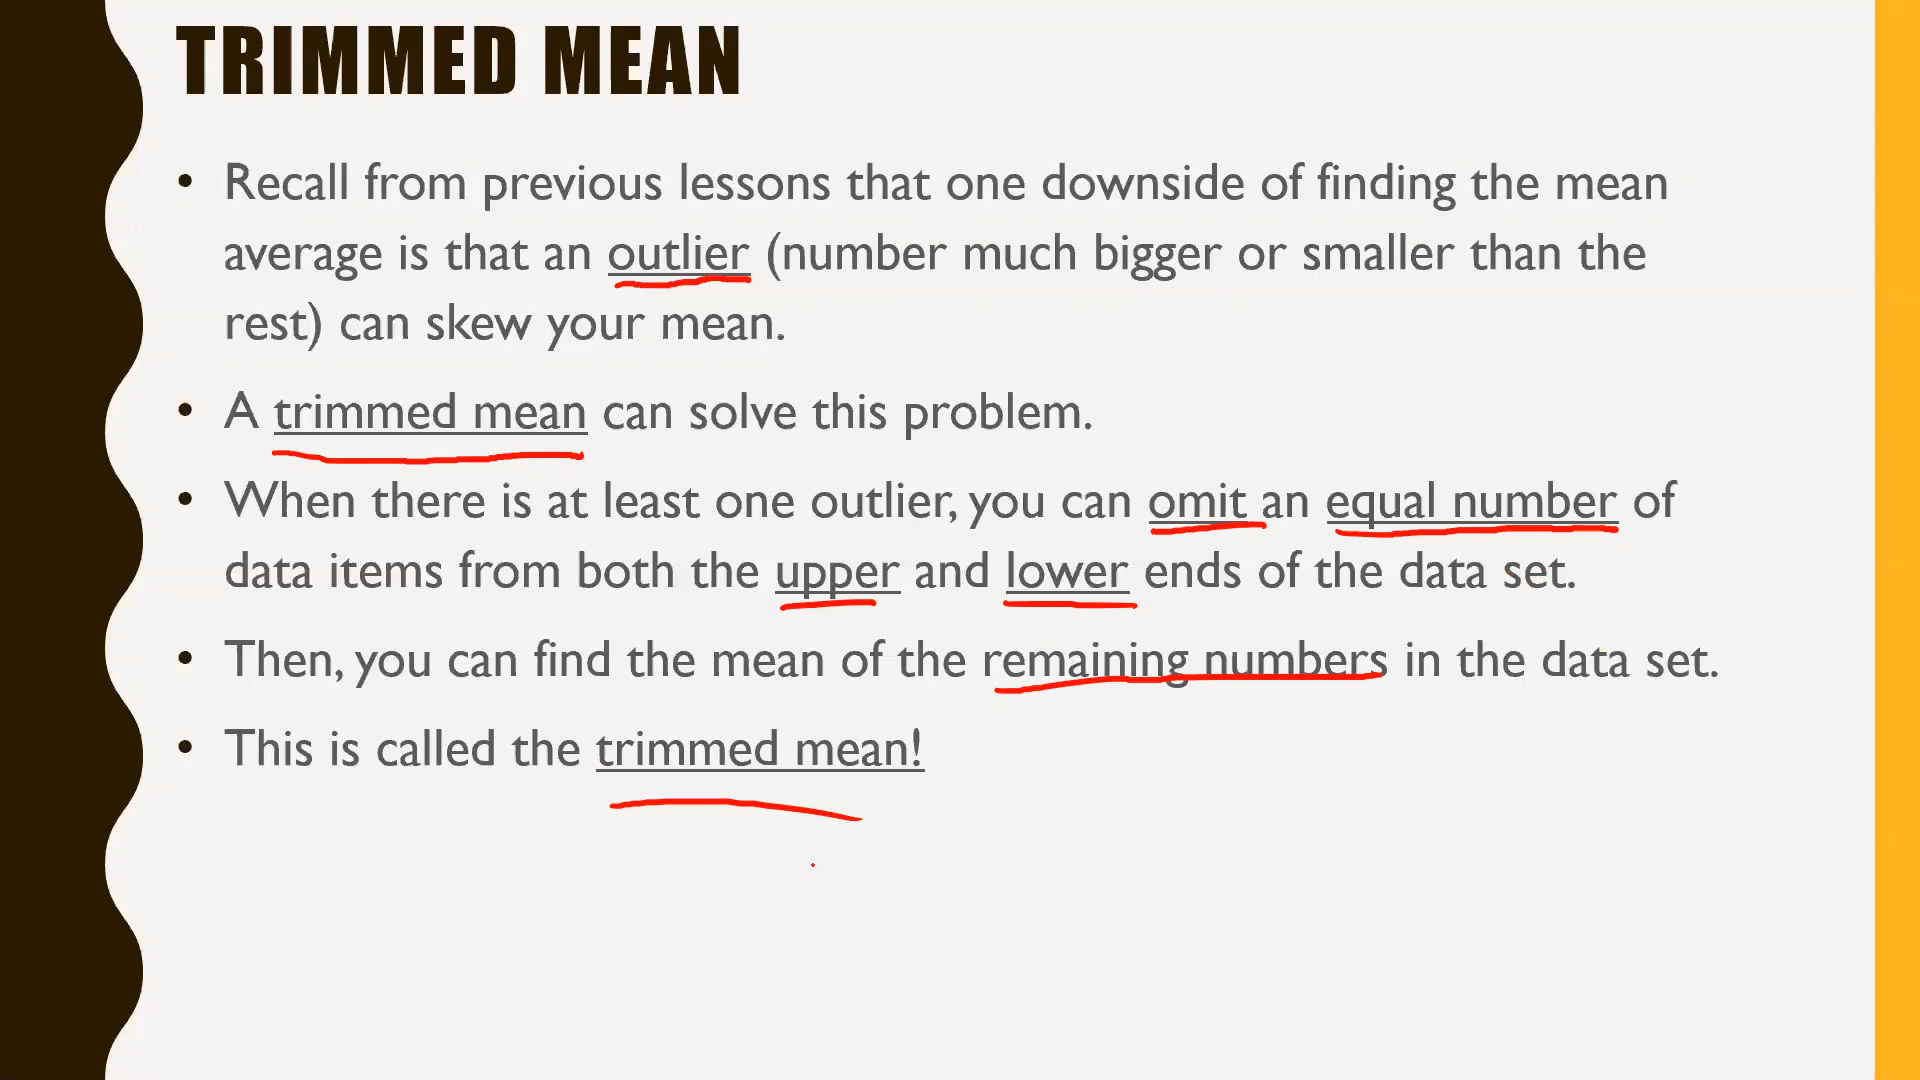 TRIMMED MEAN
• Recall from previous lessons that one downside of finding the mean
average is that an outlier (number much bigger or smaller than the
rest) can skew your mean.
• A trimmed mean can solve this problem.
• When there is at least one outlier, you can omit an equal number of
data items from both the upper and lower ends of the data set.
• Then, you can find the mean of the remaining numbers in the data set.
• This is called the trimmed mean!